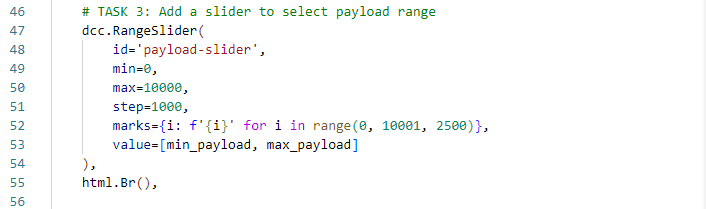 46 # TASK 3: Add a slider to select payload range
47 dcc.RangeSlider(
48 id='payload-slider',
49 min=0,
50 max=10000,
51 step=1000,
52 marks={i: f'{i}' for i in range(0, 10001, 2500)},
53 value=[min_payload, max_payload]
54 ),
55 html.Br(),
56